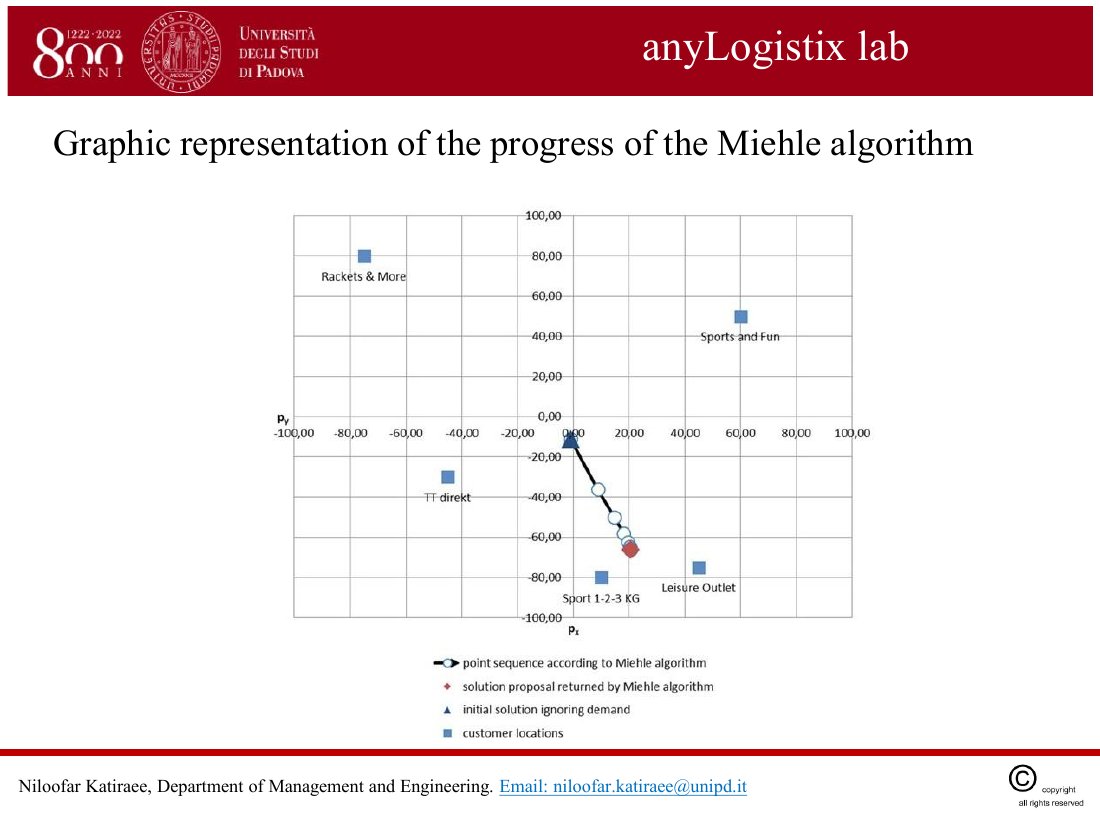 1222·2022
800
ANNI
UNIVERSITÀ
DEGLI STUDI
DI PADOVA
anyLogistix lab
Graphic representation of the progress of the Miehle algorithm
100,00
80,00
Rackets & More
60,00
40,00
Sports and Fun
20,00
0,00
py
-100,00 -80,00 -60,00 -40,00 -20,00 0,00 20,00 40,00 60,00 80,00 100,00
-20,00
TT direkt
-40,00
-60,00
-80,00
Leisure Outlet
Sport 1-2-3 KG
-100,00
px
point sequence according to Miehle algorithm
solution proposal returned by Miehle algorithm
initial solution ignoring demand
customer locations
Niloofar Katiraee, Department of Management and Engineering. Email: niloofar.katiraee@unipd.it
© copyright
all rights reserved